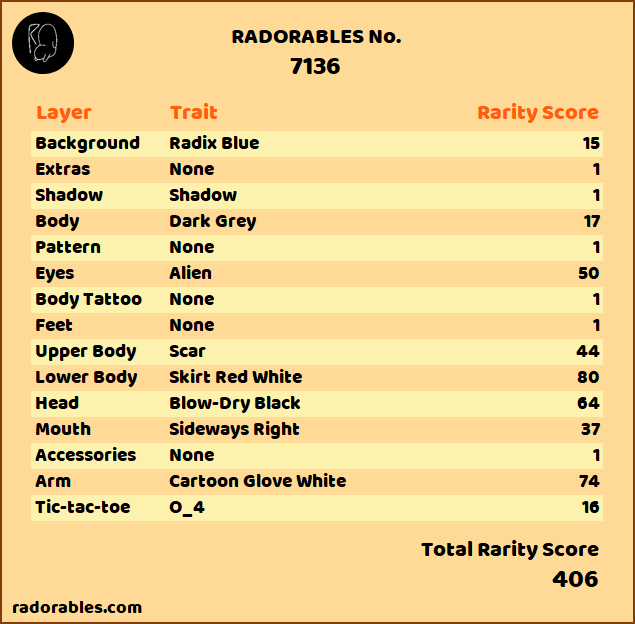 RADORABLES No.
7136
Layer Trait Rarity Score
Background Radix Blue 15
Extras None 1
Shadow Shadow 1
Body Dark Grey 17
Pattern None 1
Eyes Alien 50
Body Tattoo None 1
Feet None 1
Upper Body Scar 44
Lower Body Skirt Red White 80
Head Blow-Dry Black 64
Mouth Sideways Right 37
Accessories None 1
Arm Cartoon Glove White 74
Tic-tac-toe O_4 16
Total Rarity Score
406
radorables.com